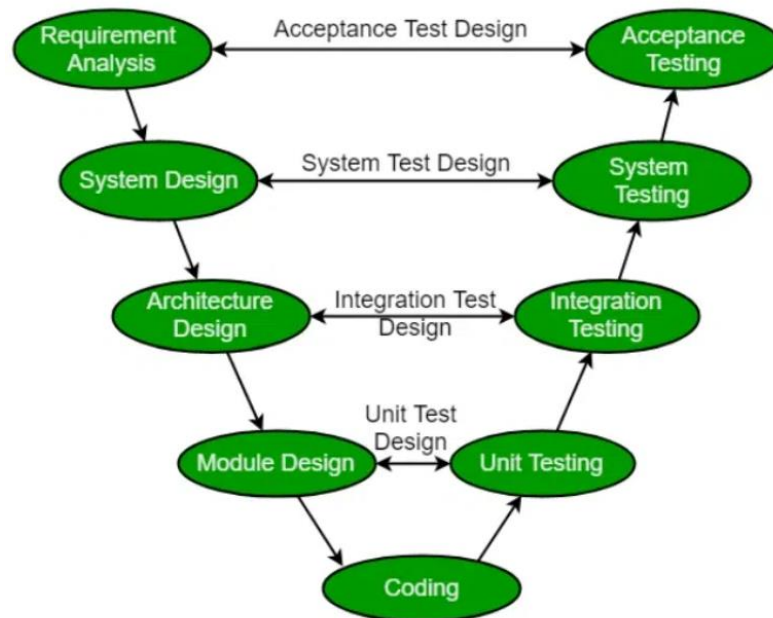 Requirement
Analysis
Acceptance Test Design
Acceptance
Testing
System Design
System Test Design
System
Testing
Architecture
Design
Integration Test
Design
Integration
Testing
Module Design
Unit Test
Design
Unit Testing
Coding